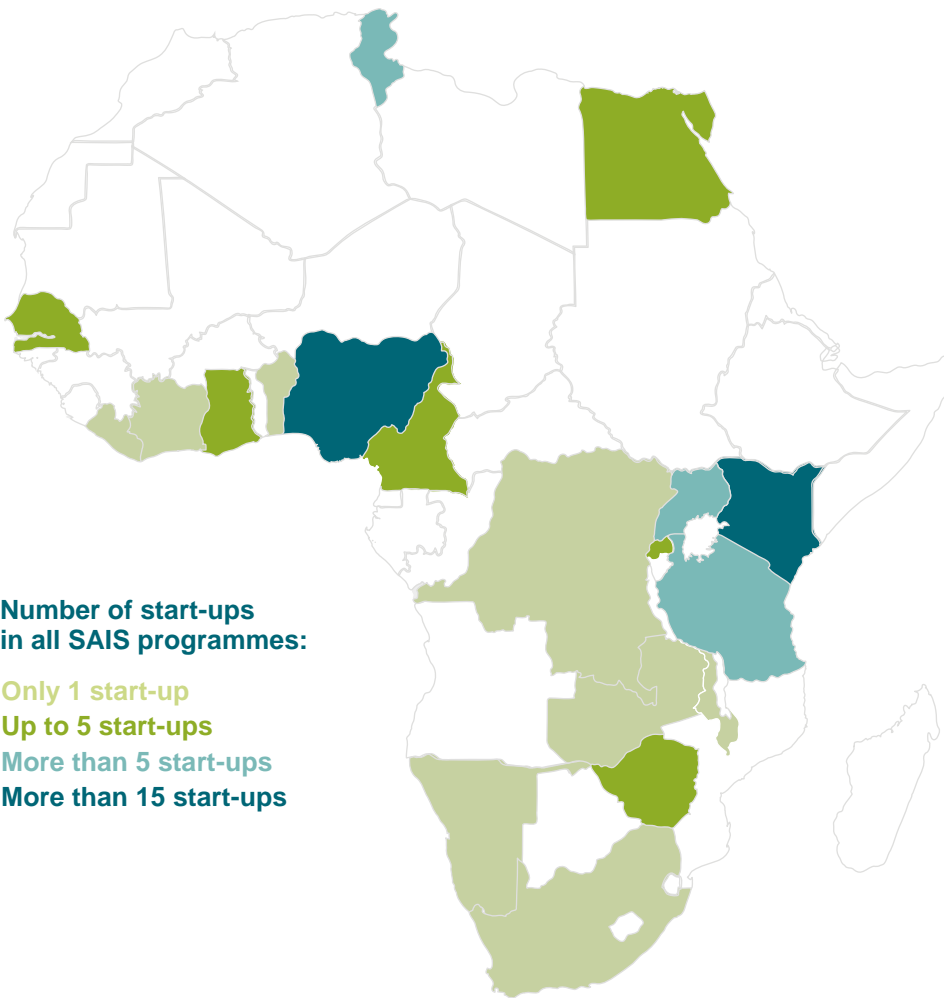 Number of start-ups
in all SAIS programmes:
Only 1 start-up
Up to 5 start-ups
More than 5 start-ups
More than 15 start-ups